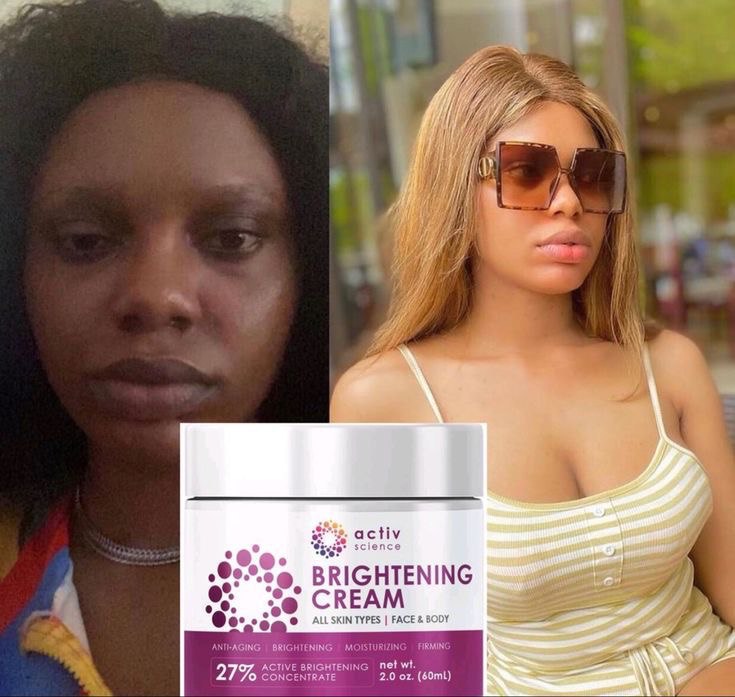 activ
science
BRIGHTENING
CREAM
ALL SKIN TYPES | FACE & BODY
ANTI-AGING | BRIGHTENING | MOISTURIZING | FIRMING
27% ACTIVE BRIGHTENING CONCENTRATE
net wt.
2.0 oz. (60mL)